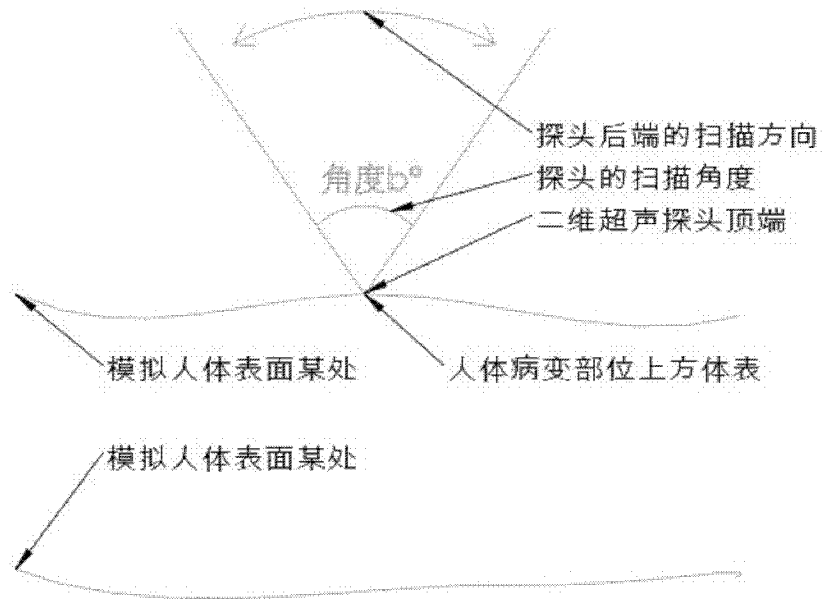 探头后端的扫描方向
角度b°
探头的扫描角度
二维超声探头顶端
模拟人体表面某处
人体病变部位上方体表
模拟人体表面某处